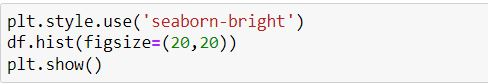 plt.style.use('seaborn-bright')
df.hist(figsize=(20,20))
plt.show()